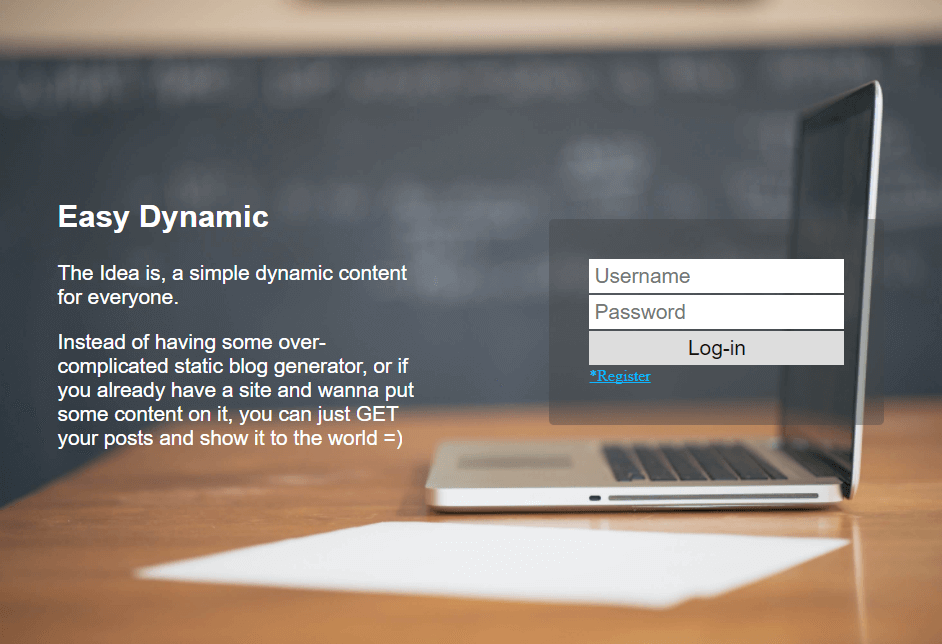 Easy Dynamic
The Idea is, a simple dynamic content
for everyone.
Instead of having some over-
complicated static blog generator, or if
you already have a site and wanna put
some content on it, you can just GET
your posts and show it to the world =)
Username
Password
Log-in
*Register